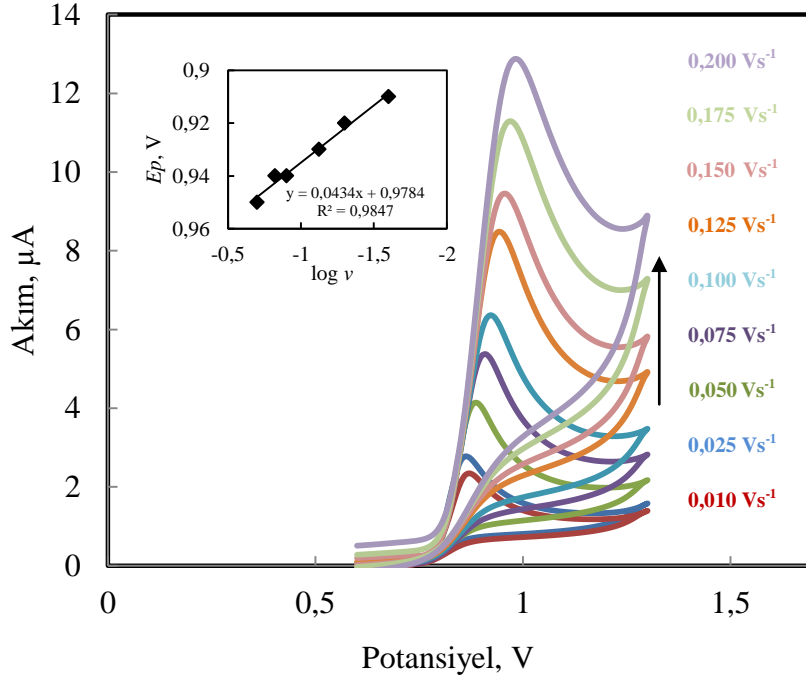 14
12
10
8
6
4
2
0
Akım, µA
0
0,5
1
1,5
Potansiyel, V
0,9
0,92
0,94
0,96
Ep, V
-0,5
-1
-1,5
-2
log v
y = 0,0434x + 0,9784
R² = 0,9847
0,200 Vs⁻¹
0,175 Vs⁻¹
0,150 Vs⁻¹
0,125 Vs⁻¹
0,100 Vs⁻¹
0,075 Vs⁻¹
0,050 Vs⁻¹
0,025 Vs⁻¹
0,010 Vs⁻¹